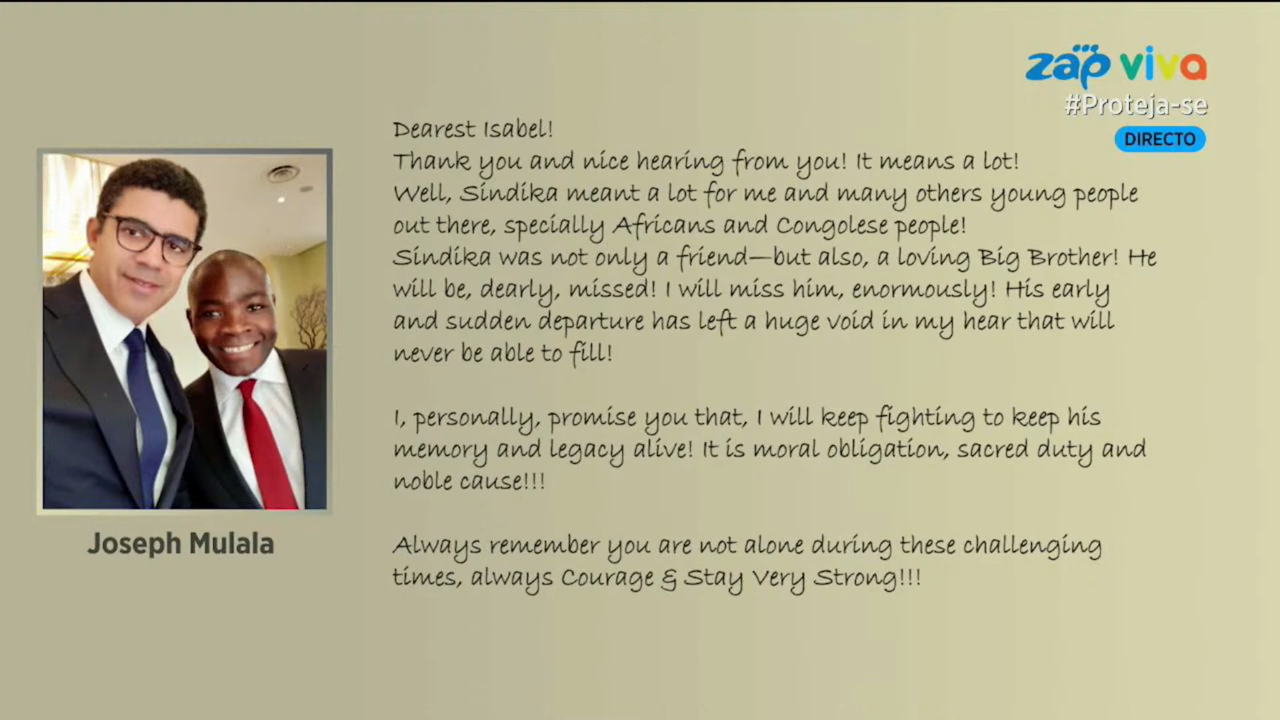 zap viva
#Proteja-se
DIRECTO
Dearest Isabel!
Thank you and nice hearing from you! It means a lot!
Well, Sindika meant a lot for me and many others young people
out there, specially Africans and Congolese people!
Sindika was not only a friend—but also, a loving Big Brother! He
will be, dearly, missed! I will miss him, enormously! His early
and sudden departure has left a huge void in my hear that will
never be able to fill!
I, personally, promise you that, I will keep fighting to keep his
memory and legacy alive! It is moral obligation, sacred duty and
noble cause!!!
Always remember you are not alone during these challenging
times, always Courage & Stay Very Strong!!!
Joseph Mulala